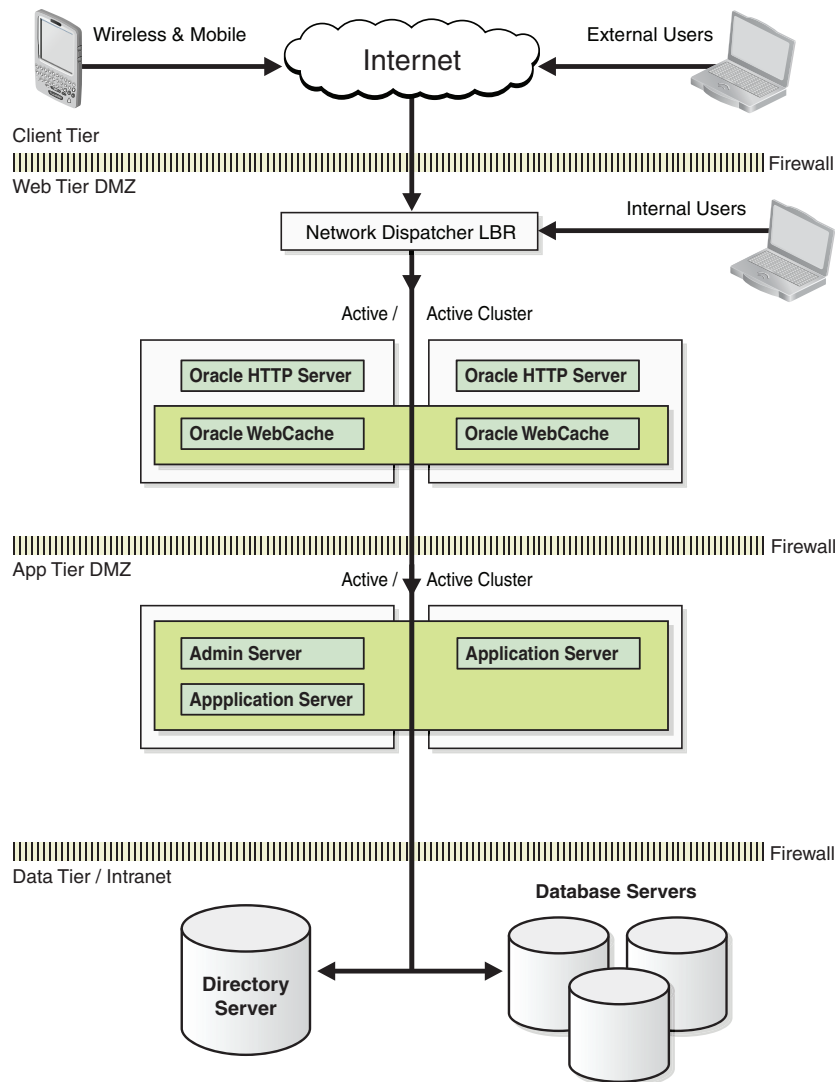 Wireless & Mobile
Internet
External Users
Client Tier
Firewall
Web Tier DMZ
Internal Users
Network Dispatcher LBR
Active / Active Cluster
Oracle HTTP Server
Oracle HTTP Server
Oracle WebCache
Oracle WebCache
Firewall
App Tier DMZ
Active / Active Cluster
Admin Server
Application Server
Appplication Server
Firewall
Data Tier / Intranet
Database Servers
Directory
Server